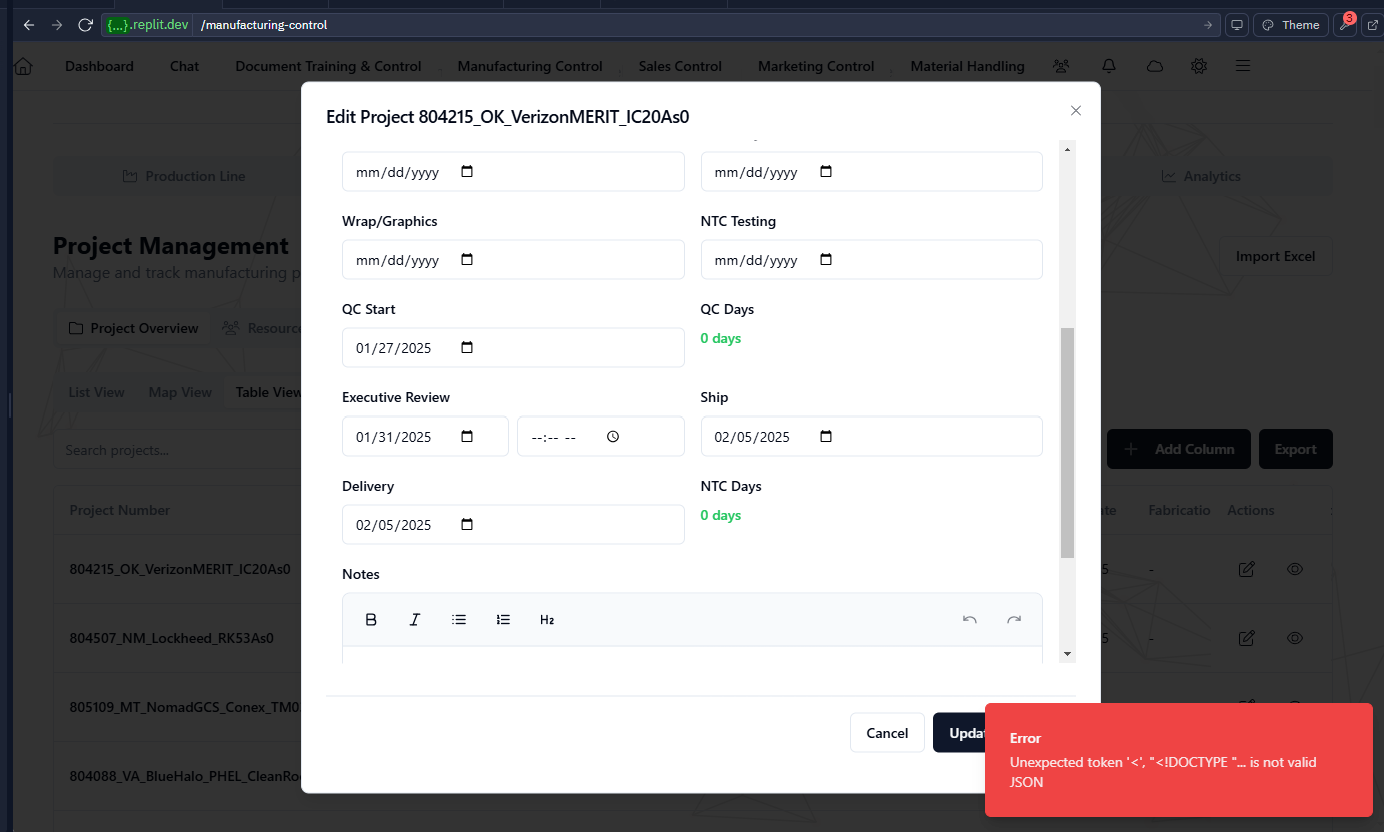 {...}.replit.dev /manufacturing-control
Theme
3
Dashboard Chat Document Training & Control Manufacturing Control Sales Control Marketing Control Material Handling
Edit Project 804215_OK_VerizonMERIT_IC20As0
Production Line
Analytics
mm/dd/yyyy mm/dd/yyyy
Wrap/Graphics NTC Testing
mm/dd/yyyy mm/dd/yyyy
Project Management
Manage and track manufacturing p
Import Excel
QC Start QC Days
01/27/2025 0 days
Project Overview Resourc
List View Map View Table View
Executive Review Ship
01/31/2025 --:-- -- 02/05/2025
Search projects...
Add Column Export
Delivery NTC Days
02/05/2025 0 days
Project Number
ate Fabricatio Actions
804215_OK_VerizonMERIT_IC20As0
5 -
Notes
B I H2
804507_NM_Lockheed_RK53As0
5 -
805109_MT_NomadGCS_Conex_TM0
804088_VA_BlueHalo_PHEL_CleanRo
Cancel Updat
Error
Unexpected token '<', "<!DOCTYPE "... is not valid
JSON